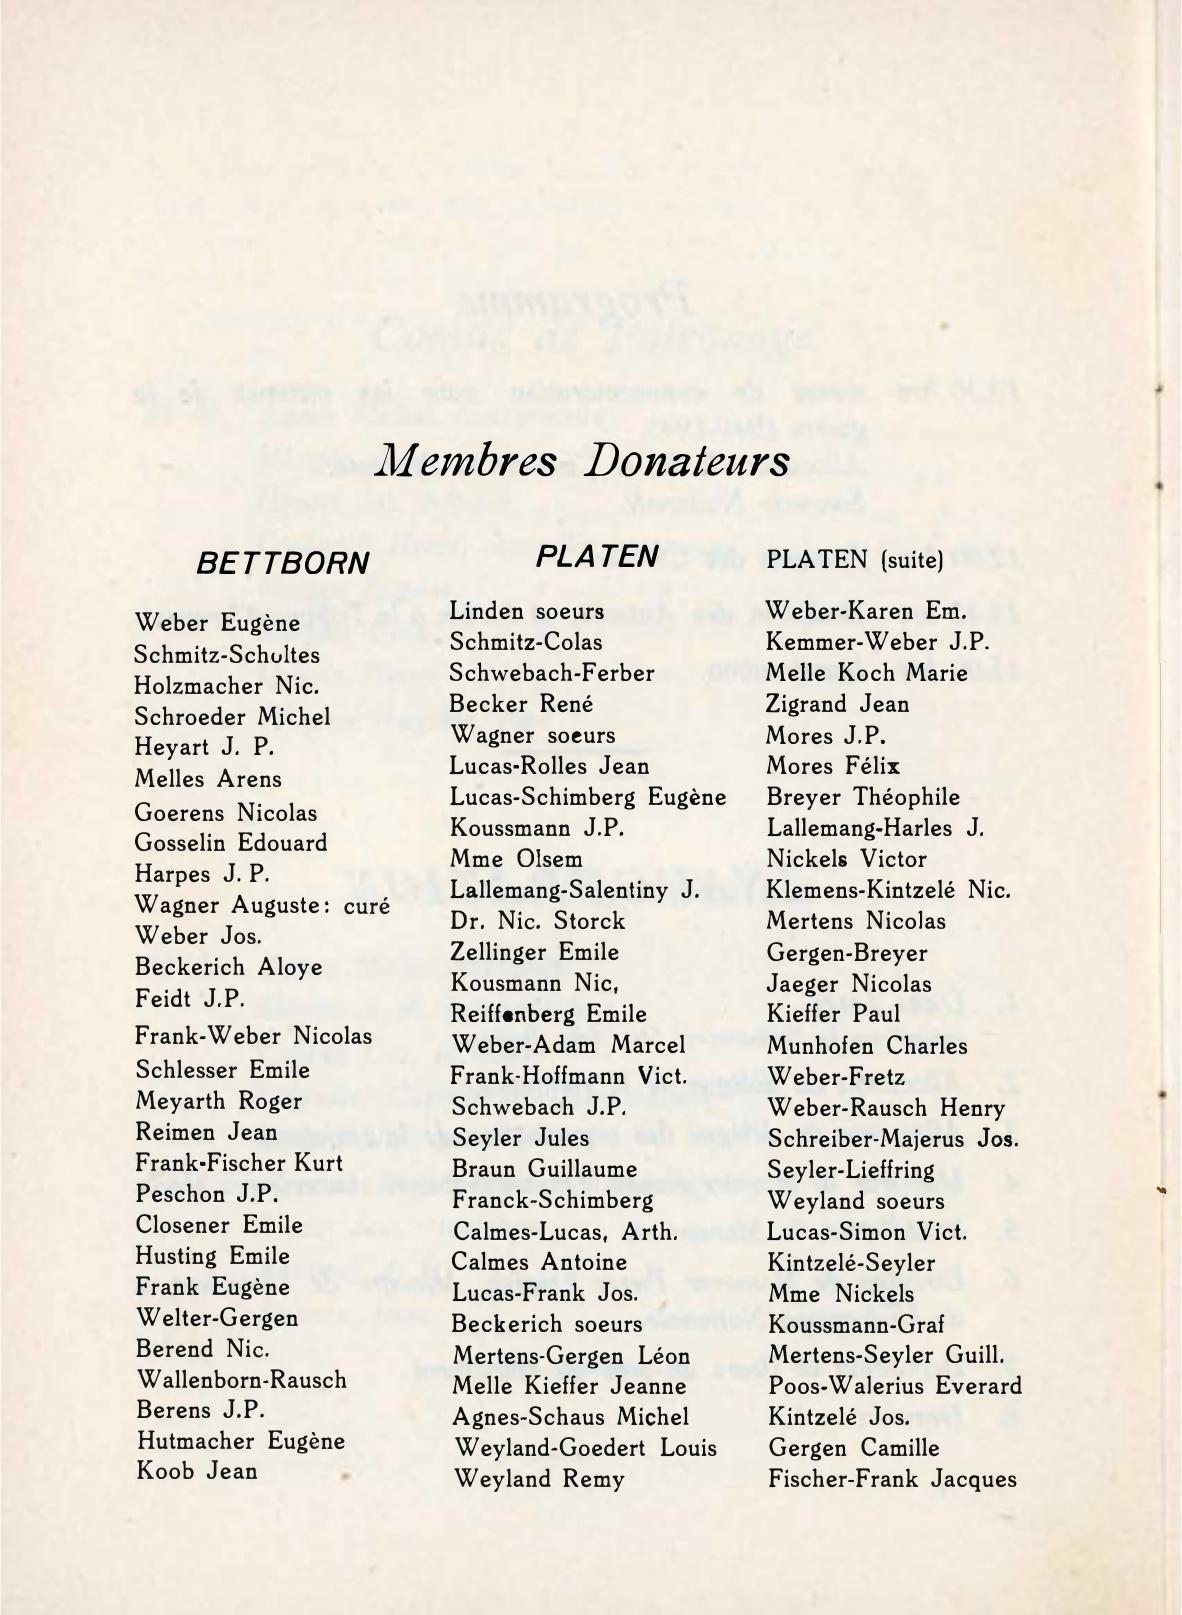 Membres Donateurs
BETTBORN
Weber Eugène
Schmitz-Schultes
Holzmacher Nic.
Schroeder Michel
Heyart J. P.
Melles Arens
Goerens Nicolas
Gosselin Edouard
Harpes J. P.
Wagner Auguste: curé
Weber Jos.
Beckerich Aloye
Feidt J.P.
Frank-Weber Nicolas
Schlesser Emile
Meyarth Roger
Reimen Jean
Frank-Fischer Kurt
Peschon J.P.
Closener Emile
Husting Emile
Frank Eugène
Welter-Gergen
Berend Nic.
Wallenborn-Rausch
Berens J.P.
Hutmacher Eugène
Koob Jean
PLATEN
Linden soeurs
Schmitz-Colas
Schwebach-Ferber
Becker René
Wagner soeurs
Lucas-Rolles Jean
Lucas-Schimberg Eugène
Koussmann J.P.
Mme Olsem
Lallemang-Salentiny J.
Dr. Nic. Storck
Zellinger Emile
Kousmann Nic,
Reiffenberg Emile
Weber-Adam Marcel
Frank-Hoffmann Vict.
Schwebach J.P.
Seyler Jules
Braun Guillaume
Franck-Schimberg
Calmes-Lucas, Arth.
Calmes Antoine
Lucas-Frank Jos.
Beckerich soeurs
Mertens-Gergen Léon
Melle Kieffer Jeanne
Agnes-Schaus Michel
Weyland-Goedert Louis
Weyland Remy
PLATEN (suite)
Weber-Karen Em.
Kemmer-Weber J.P.
Melle Koch Marie
Zigrand Jean
Mores J.P.
Mores Félix
Breyer Théophile
Lallemang-Harles J.
Nickels Victor
Klemens-Kintzelé Nic.
Mertens Nicolas
Gergen-Breyer
Jaeger Nicolas
Kieffer Paul
Munhofen Charles
Weber-Fretz
Weber-Rausch Henry
Schreiber-Majerus Jos.
Seyler-Lieffring
Weyland soeurs
Lucas-Simon Vict.
Kintzelé-Seyler
Mme Nickels
Koussmann-Graf
Mertens-Seyler Guill.
Poos-Walerius Everard
Kintzelé Jos.
Gergen Camille
Fischer-Frank Jacques